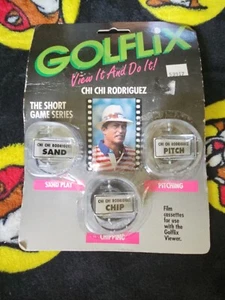 GOLFLIX
View It And Do It!
CHI CHI RODRIGUEZ
THE SHORT
GAME SERIES
CHI CHI RODRIGUEZ
SAND
CHI CHI RODRIGUEZ
PITCH
SAND PLAY
PITCHING
CHI CHI RODRIGUEZ
CHIP
CHIPPING
Film
cassettes for
use with the
Golflix
Viewer.